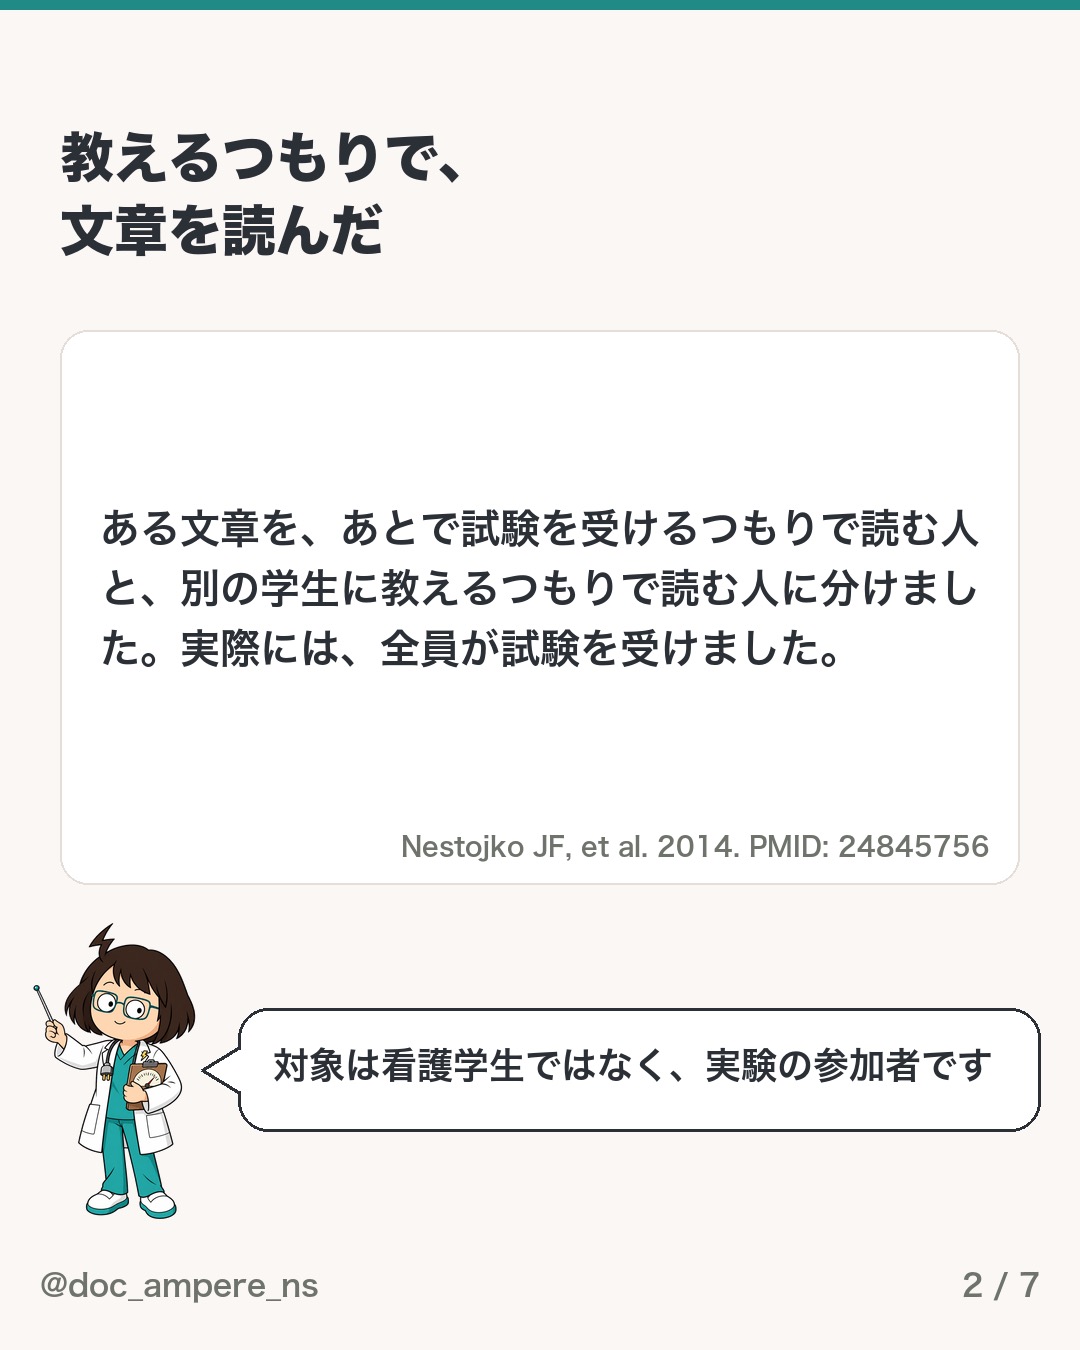 教えるつもりで、
文章を読んだ
ある文章を、あとで試験を受けるつもりで読む人
と、別の学生に教えるつもりで読む人に分けまし
た。実際には、全員が試験を受けました。
Nestojko JF, et al. 2014. PMID: 24845756
対象は看護学生ではなく、実験の参加者です
@doc_ampere_ns
2 / 7